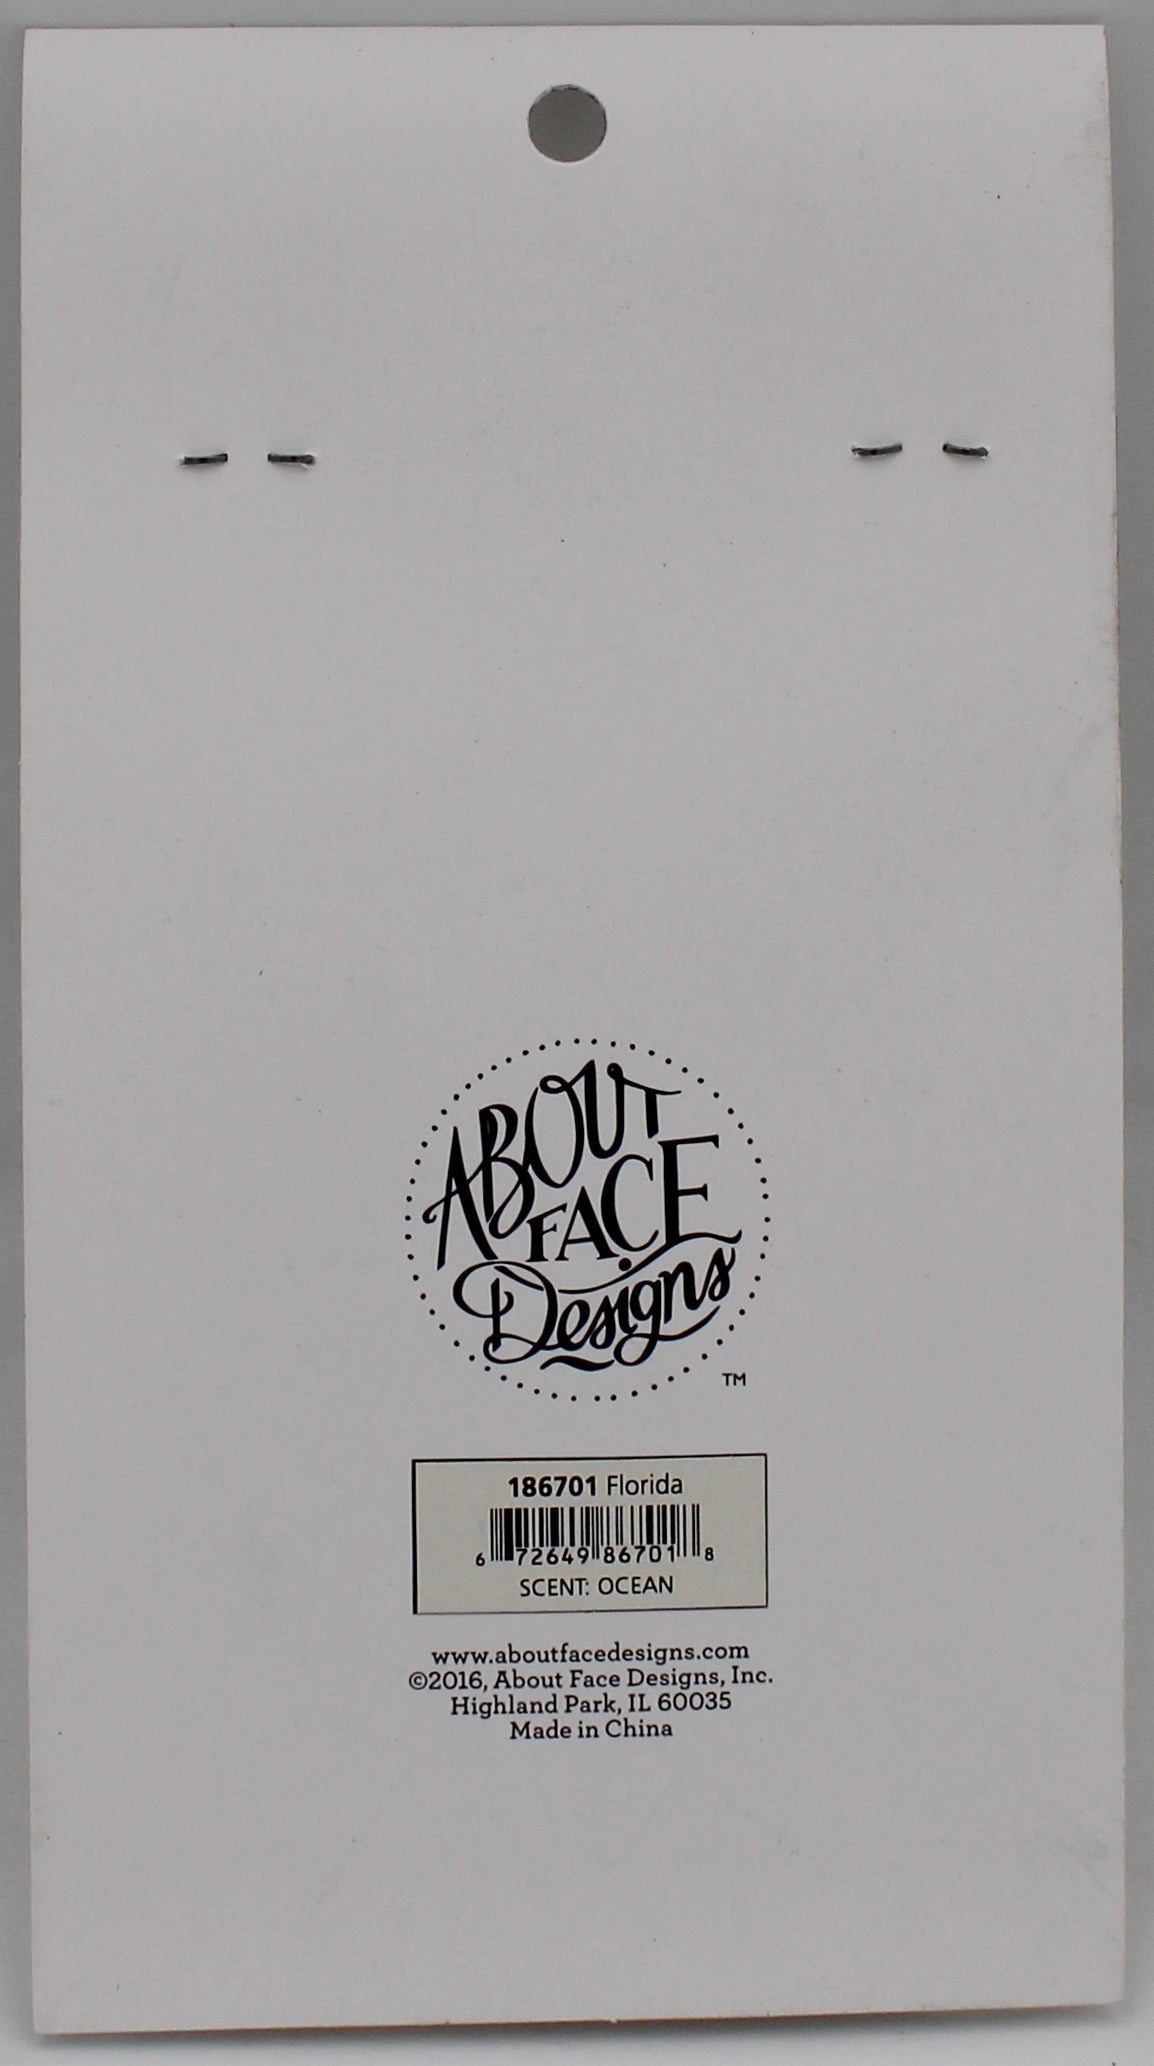 ABOUT
FACE
Designs
TM
186701 Florida
6 72649 86701 8
SCENT: OCEAN
www.aboutfacedesigns.com
©2016, About Face Designs, Inc.
Highland Park, IL 60035
Made in China